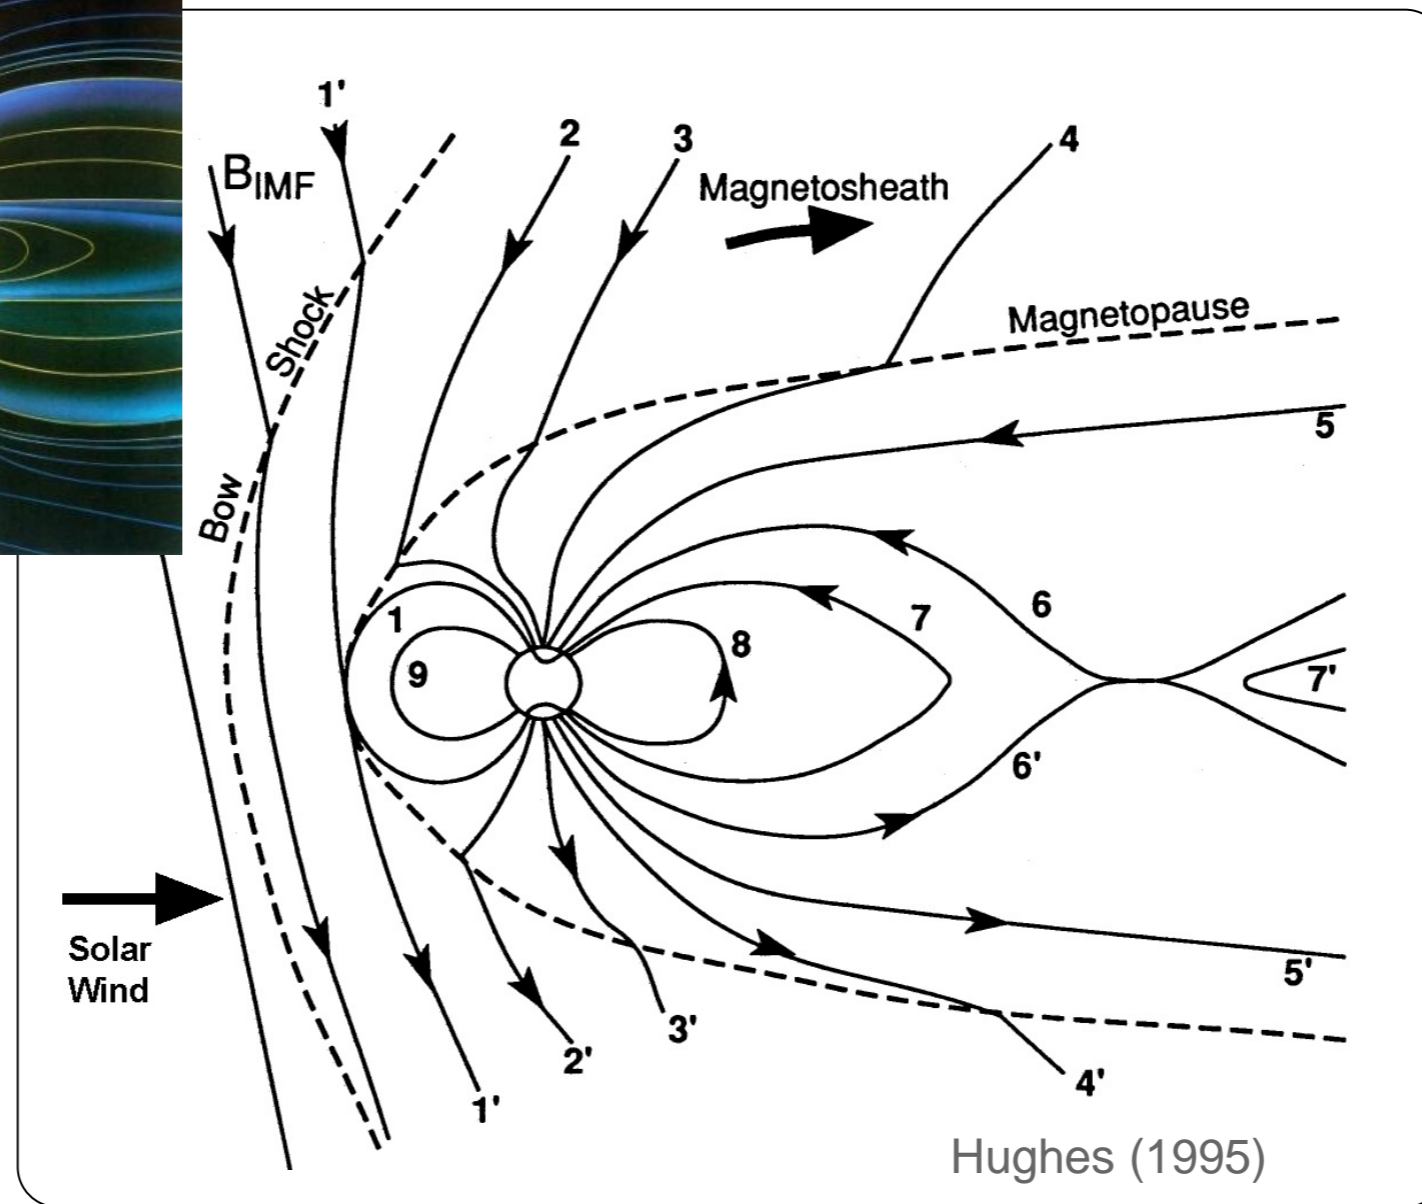 1'
2
3
4
B_IMF
Magnetosheath
Shock
Magnetopause
5
Bow
1
6
7
8
9
7'
6'
Solar
Wind
5'
3'
2'
4'
1'
Hughes (1995)